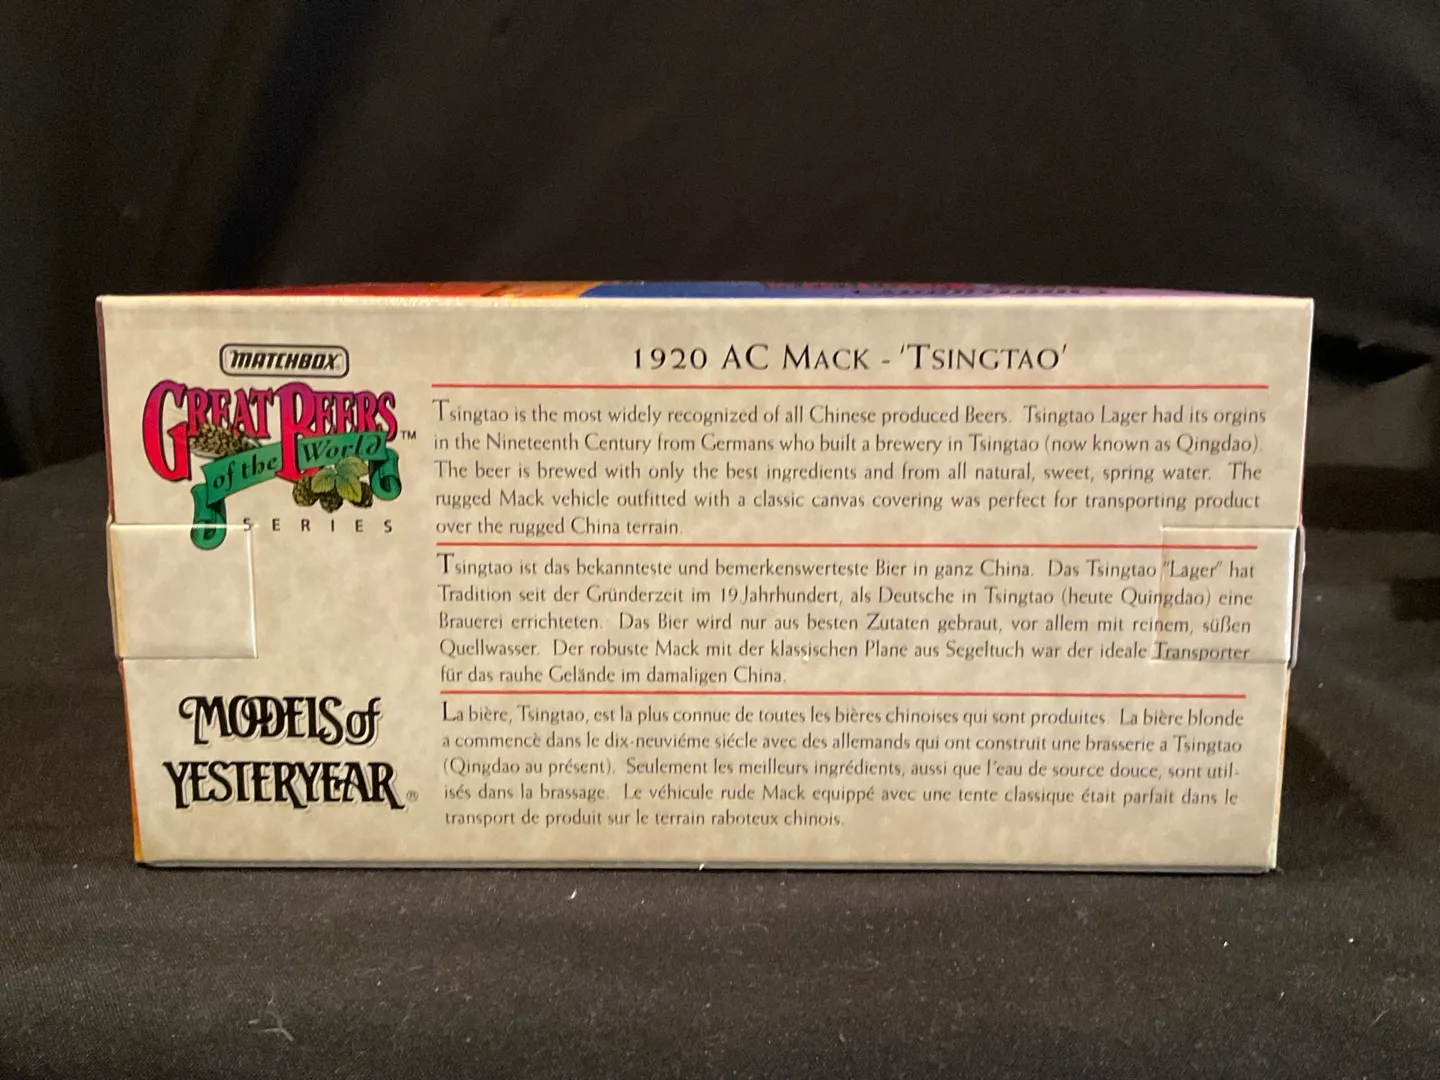 MATCHBOX
GREAT BEERS
of the World ™
SERIES
MODELS of
YESTERYEAR ®
1920 AC MACK - 'TSINGTAO'
Tsingtao is the most widely recognized of all Chinese produced Beers. Tsingtao Lager had its orgins
in the Nineteenth Century from Germans who built a brewery in Tsingtao (now known as Qingdao).
The beer is brewed with only the best ingredients and from all natural, sweet, spring water. The
rugged Mack vehicle outfitted with a classic canvas covering was perfect for transporting product
over the rugged China terrain.
Tsingtao ist das bekannteste und bemerkenswerteste Bier in ganz China. Das Tsingtao "Lager" hat
Tradition seit der Gründerzeit im 19.Jahrhundert, als Deutsche in Tsingtao (heute Quingdao) eine
Brauerei errichteten. Das Bier wird nur aus besten Zutaten gebraut, vor allem mit reinem, süßen
Quellwasser. Der robuste Mack mit der klassischen Plane aus Segeltuch war der ideale Transporter
für das rauhe Gelände im damaligen China.
La bière, Tsingtao, est la plus connue de toutes les bières chinoises qui sont produites. La bière blonde
a commencè dans le dix-neuviéme siécle avec des allemands qui ont construit une brasserie a Tsingtao
(Qingdao au présent). Seulement les meilleurs ingrédients, aussi que l'eau de source douce, sont util-
isés dans la brassage. Le véhicule rude Mack equippé avec une tente classique était parfait dans le
transport de produit sur le terrain raboteux chinois.